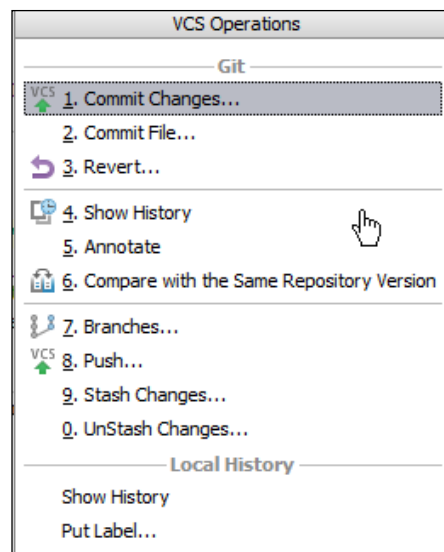 VCS Operations
Git
VCS 1. Commit Changes...
2. Commit File...
3. Revert...
4. Show History
5. Annotate
6. Compare with the Same Repository Version
7. Branches...
VCS 8. Push...
9. Stash Changes...
0. UnStash Changes...
Local History
Show History
Put Label...